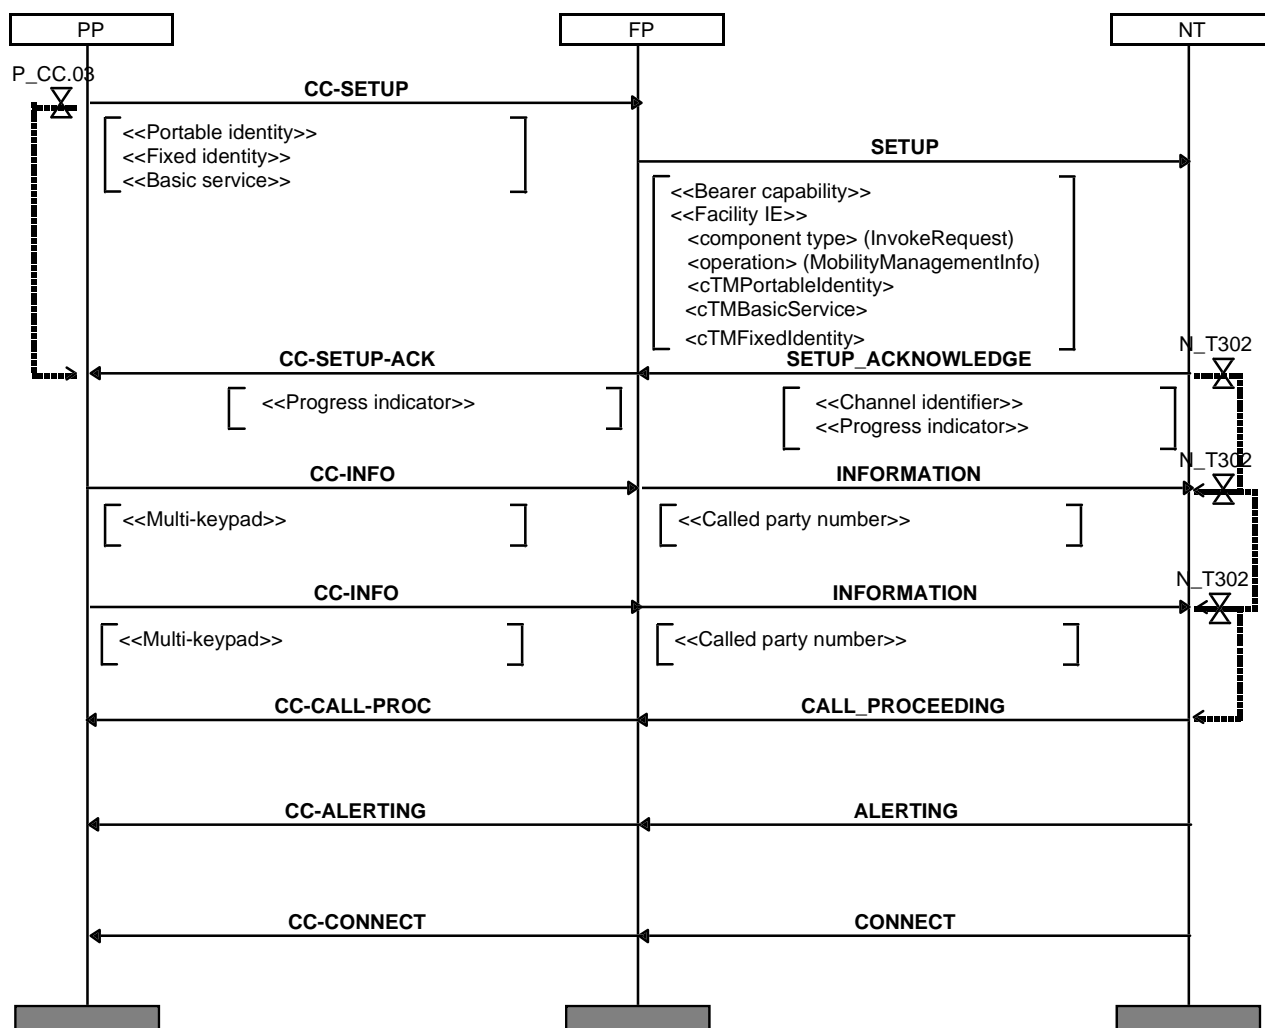 PP
FP
NT
P_CC.03
CC-SETUP
<<Portable identity>>
<<Fixed identity>>
<<Basic service>>
SETUP
<<Bearer capability>>
<<Facility IE>>
<component type> (InvokeRequest)
<operation> (MobilityManagementInfo)
<cTMPortableIdentity>
<cTMBasicService>
<cTMFixedIdentity>
N_T302
CC-SETUP-ACK
SETUP_ACKNOWLEDGE
<<Progress indicator>>
<<Channel identifier>>
<<Progress indicator>>
N_T302
CC-INFO
INFORMATION
<<Multi-keypad>>
<<Called party number>>
N_T302
CC-INFO
INFORMATION
<<Multi-keypad>>
<<Called party number>>
CC-CALL-PROC
CALL_PROCEEDING
CC-ALERTING
ALERTING
CC-CONNECT
CONNECT